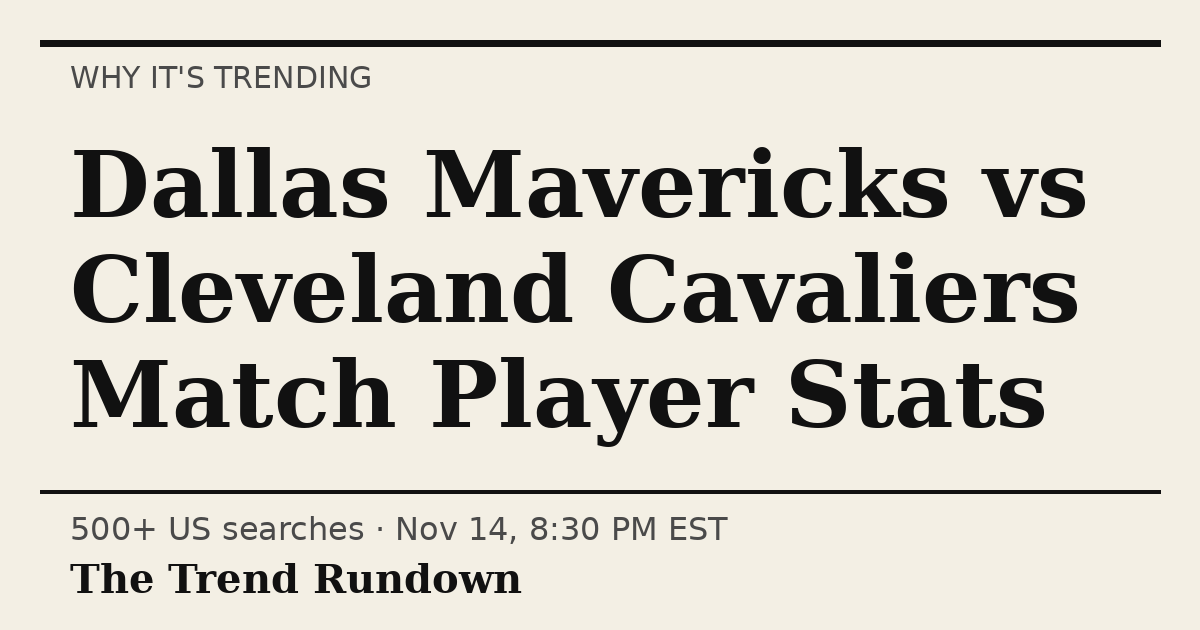 WHY IT'S TRENDING
Dallas Mavericks vs
Cleveland Cavaliers
Match Player Stats
500+ US searches · Nov 14, 8:30 PM EST
The Trend Rundown